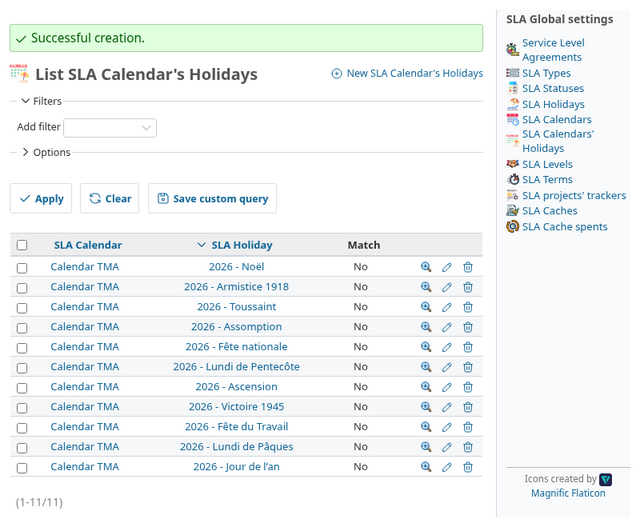 Successful creation.
List SLA Calendar's Holidays
New SLA Calendar's Holidays
Filters
Add filter
Options
Apply
Clear
Save custom query
SLA Calendar SLA Holiday Match
Calendar TMA 2026 - Noël No
Calendar TMA 2026 - Armistice 1918 No
Calendar TMA 2026 - Toussaint No
Calendar TMA 2026 - Assomption No
Calendar TMA 2026 - Fête nationale No
Calendar TMA 2026 - Lundi de Pentecôte No
Calendar TMA 2026 - Ascension No
Calendar TMA 2026 - Victoire 1945 No
Calendar TMA 2026 - Fête du Travail No
Calendar TMA 2026 - Lundi de Pâques No
Calendar TMA 2026 - Jour de l'an No
(1-11/11)
SLA Global settings
Service Level
Agreements
SLA Types
SLA Statuses
SLA Holidays
SLA Calendars
SLA Calendars'
Holidays
SLA Levels
SLA Terms
SLA projects' trackers
SLA Caches
SLA Cache spents
Icons created by
Magnific Flaticon